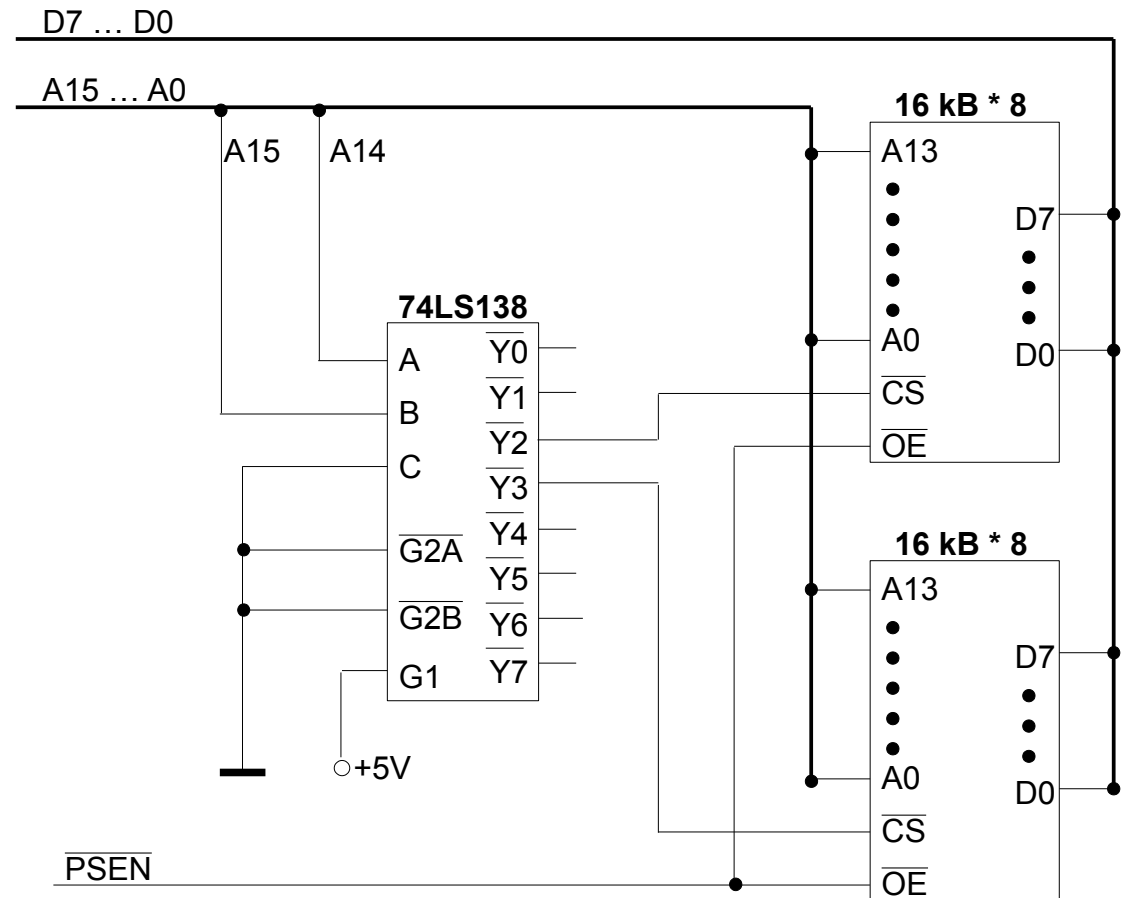 D7 … D0
A15 … A0
A15
A14
74LS138
A
B
C
G2A
G2B
G1
Y0
Y1
Y2
Y3
Y4
Y5
Y6
Y7
+5V
PSEN
16 kB * 8
A13
A0
CS
OE
D7
D0
16 kB * 8
A13
A0
CS
OE
D7
D0